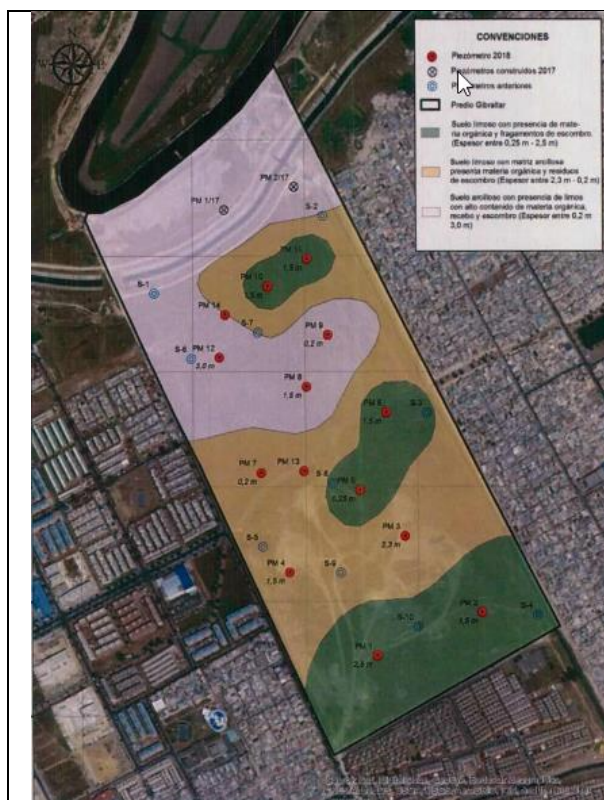 CONVENCIONES
Piezómetro 2018
Piezómetros construidos 2017
anteriores
Predio Gibraltar
Suelo limoso con presencia de mate-
ria orgánica y fragamentos de escombro.
(Espesor entre 0,25 m - 2,5 m)
Suelo limoso con matriz arcillosa
presenta materia orgánica y residuos
de escombro (Espesor entre 2,3 m - 0,2 m)
Suelo arcilloso con presencia de limos
con alto contenido de materia orgánica,
recebo y escombro (Espesor entre 0,2 m
3,0 m)
N
W
E
S
PM 2/17
PM 1/17
S-2
PM 11
1,5 m
PM 10
1,5 m
S-1
PM 14
S-7
PM 9
0,2 m
S-6
PM 12
3,0 m
PM 8
1,5 m
PM 6
1,5 m
S-3
PM 7
0,2 m
PM 13
S-8
PM 5
0,25 m
PM 3
2,3 m
S-5
PM 4
1,5 m
S-9
PM 2
1,5 m
S-4
S-10
PM 1
2,5 m